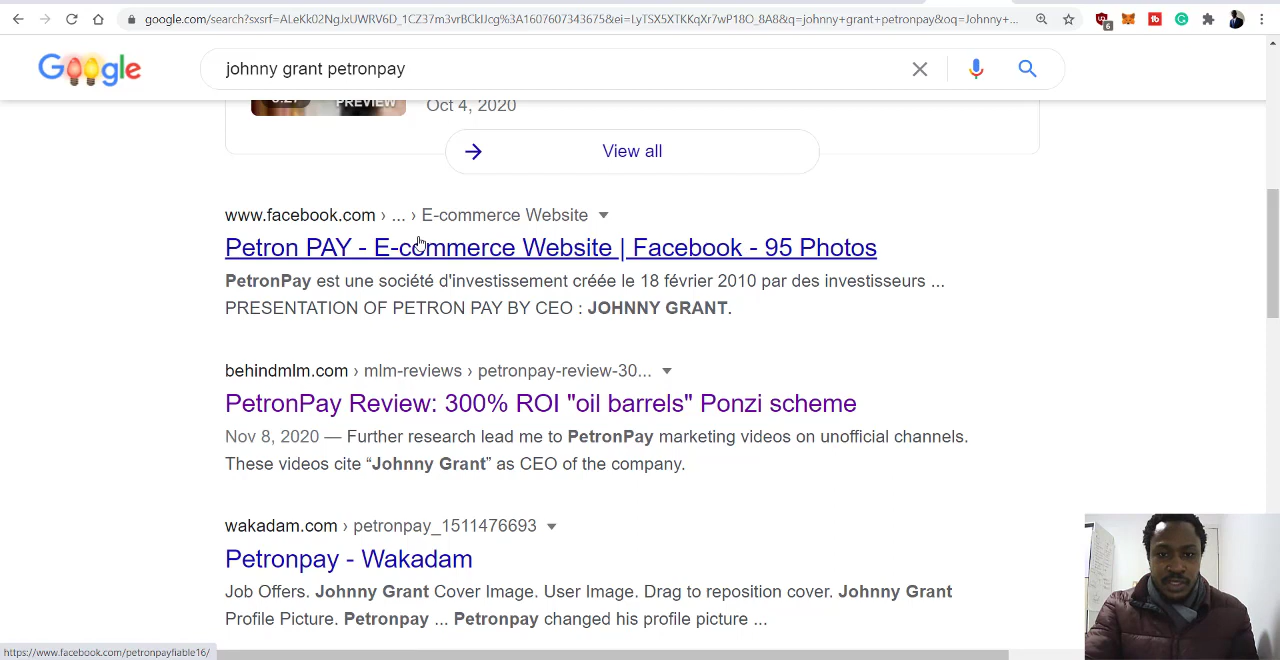 google.com/search?sxsrf=ALeKk02NgJxUWRV6D_1CZ37m3vrBCkIJcg%3A1607607343675&ei=LyTSX5XTKKqXr7wP18O_8A8&q=johnny+grant+petronpay&oq=Johnny+...
6
Google
johnny grant petronpay
PREVIEW
Oct 4, 2020
View all
www.facebook.com › ... › E-commerce Website
Petron PAY - E-commerce Website | Facebook - 95 Photos
PetronPay est une société d'investissement créée le 18 février 2010 par des investisseurs ...
PRESENTATION OF PETRON PAY BY CEO : JOHNNY GRANT.
behindmlm.com › mlm-reviews › petronpay-review-30...
PetronPay Review: 300% ROI "oil barrels" Ponzi scheme
Nov 8, 2020 — Further research lead me to PetronPay marketing videos on unofficial channels.
These videos cite “Johnny Grant” as CEO of the company.
wakadam.com › petronpay_1511476693
Petronpay - Wakadam
Job Offers. Johnny Grant Cover Image. User Image. Drag to reposition cover. Johnny Grant
Profile Picture. Petronpay ... Petronpay changed his profile picture ...
https://www.facebook.com/petronpayfiable16/